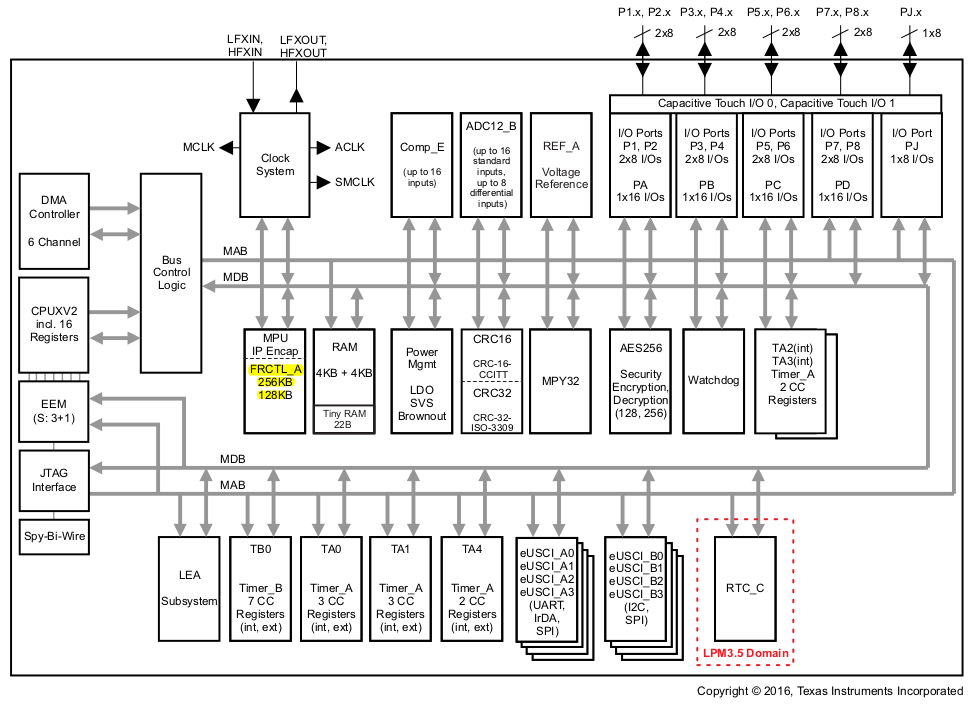 P1.x, P2.x
P3.x, P4.x
P5.x, P6.x
P7.x, P8.x
PJ.x
2x8
2x8
2x8
2x8
1x8
LFXIN,
HFXIN
LFXOUT,
HFXOUT
Capacitive Touch I/O 0, Capacitive Touch I/O 1
MCLK
Clock
System
ACLK
SMCLK
Comp_E
(up to 16
inputs)
ADC12_B
(up to 16
standard
inputs,
up to 8
differential
inputs)
REF_A
Voltage
Reference
I/O Ports
P1, P2
2x8 I/Os
PA
1x16 I/Os
I/O Ports
P3, P4
2x8 I/Os
PB
1x16 I/Os
I/O Ports
P5, P6
2x8 I/Os
PC
1x16 I/Os
I/O Ports
P7, P8
2x8 I/Os
PD
1x16 I/Os
I/O Port
PJ
1x8 I/Os
DMA
Controller
6 Channel
Bus
Control
Logic
MAB
MDB
CPUXV2
incl. 16
Registers
MPU
IP Encap
FRCTL_A
256KB
128KB
RAM
4KB + 4KB
Tiny RAM
22B
Power
Mgmt
LDO
SVS
Brownout
CRC16
CRC-16-
CCITT
CRC32
CRC-32-
ISO-3309
MPY32
AES256
Security
Encryption,
Decryption
(128, 256)
Watchdog
TA2(int)
TA3(int)
Timer_A
2 CC
Registers
EEM
(S: 3+1)
MDB
MAB
JTAG
Interface
Spy-Bi-Wire
LEA
Subsystem
TB0
Timer_B
7 CC
Registers
(int, ext)
TA0
Timer_A
3 CC
Registers
(int, ext)
TA1
Timer_A
3 CC
Registers
(int, ext)
TA4
Timer_A
2 CC
Registers
(int, ext)
eUSCI_A0
eUSCI_A1
eUSCI_A2
eUSCI_A3
(UART,
IrDA,
SPI)
eUSCI_B0
eUSCI_B1
eUSCI_B2
eUSCI_B3
(I2C,
SPI)
RTC_C
LPM3.5 Domain
Copyright © 2016, Texas Instruments Incorporated